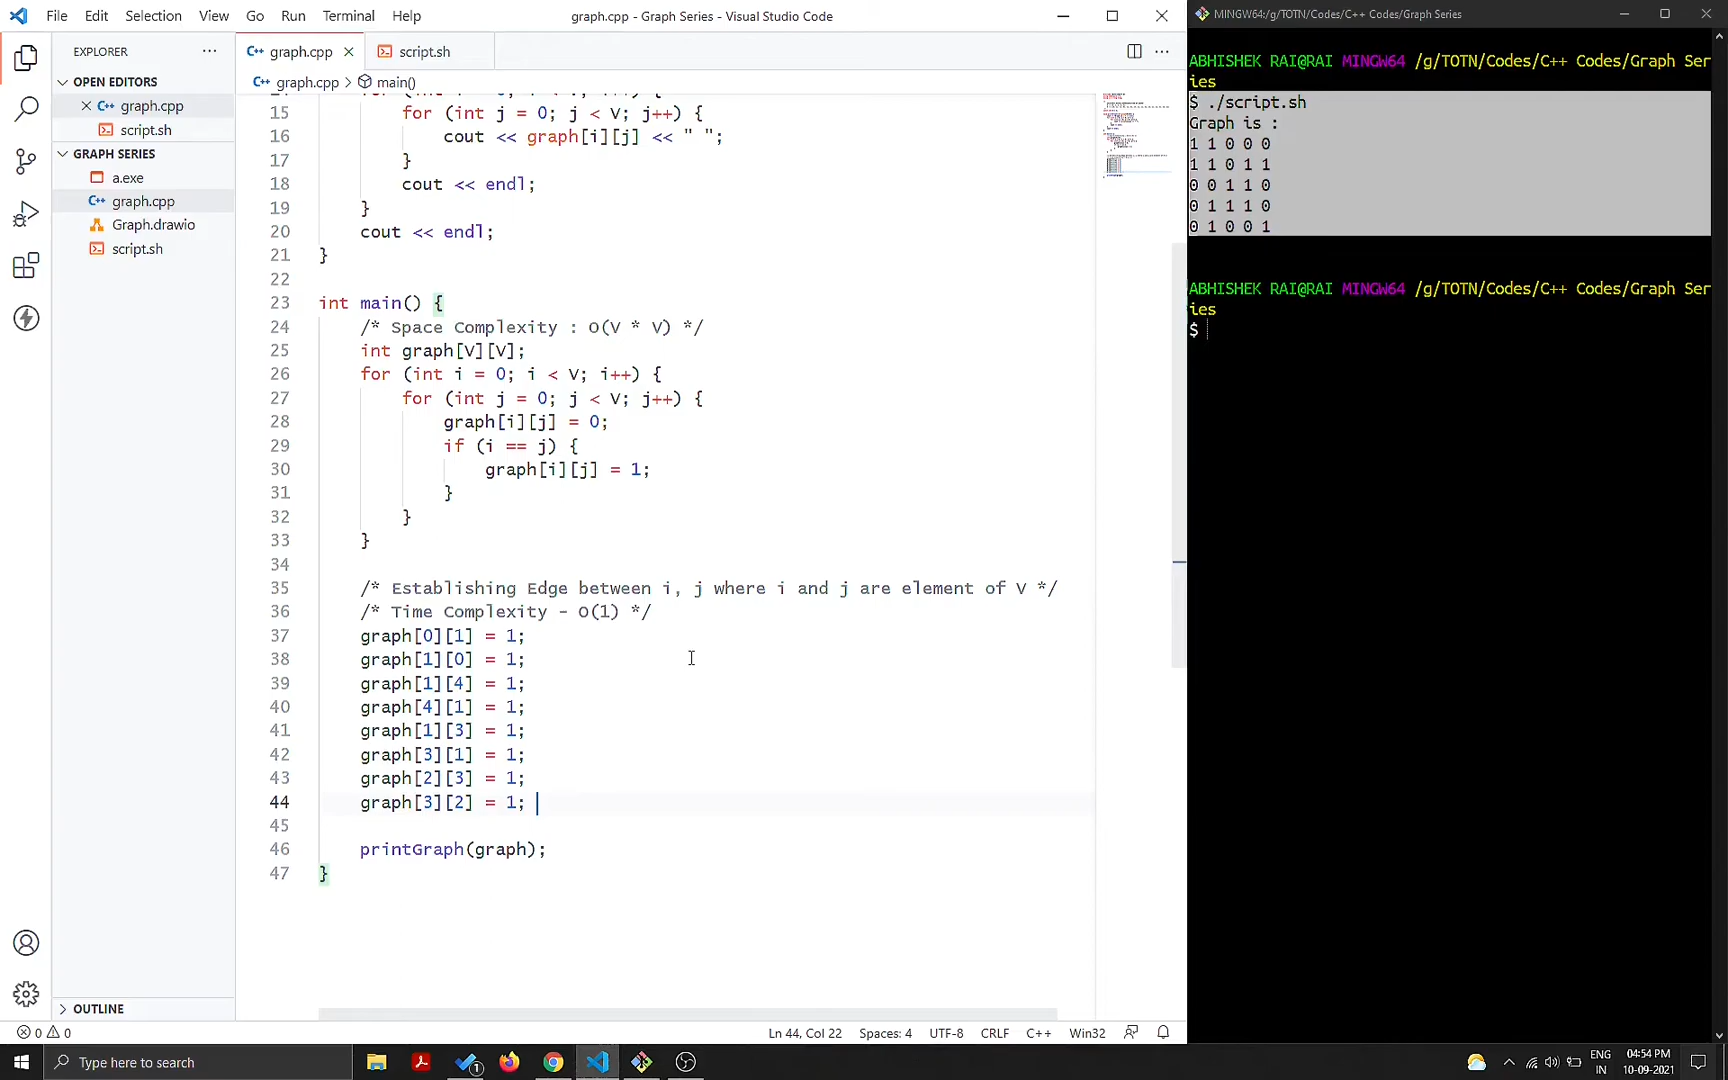 File Edit Selection View Go Run Terminal Help
graph.cpp - Graph Series - Visual Studio Code
EXPLORER
OPEN EDITORS
graph.cpp
script.sh
GRAPH SERIES
a.exe
graph.cpp
Graph.drawio
script.sh
OUTLINE
graph.cpp script.sh
graph.cpp > main()
15 for (int j = 0; j < V; j++) {
16 cout << graph[i][j] << " ";
17 }
18 cout << endl;
19 }
20 cout << endl;
21 }
22
23 int main() {
24 /* Space Complexity : O(V * V) */
25 int graph[V][V];
26 for (int i = 0; i < V; i++) {
27 for (int j = 0; j < V; j++) {
28 graph[i][j] = 0;
29 if (i == j) {
30 graph[i][j] = 1;
31 }
32 }
33 }
34
35 /* Establishing Edge between i, j where i and j are element of V */
36 /* Time Complexity - O(1) */
37 graph[0][1] = 1;
38 graph[1][0] = 1;
39 graph[1][4] = 1;
40 graph[4][1] = 1;
41 graph[1][3] = 1;
42 graph[3][1] = 1;
43 graph[2][3] = 1;
44 graph[3][2] = 1;
45
46 printGraph(graph);
47 }
0 0
Ln 44, Col 22 Spaces: 4 UTF-8 CRLF C++ Win32
MINGW64:/g/TOTN/Codes/C++ Codes/Graph Series
ABHISHEK RAI@RAI MINGW64 /g/TOTN/Codes/C++ Codes/Graph Ser
ies
$ ./script.sh
Graph is :
1 1 0 0 0
1 1 0 1 1
0 0 1 1 0
0 1 1 1 0
0 1 0 0 1
ABHISHEK RAI@RAI MINGW64 /g/TOTN/Codes/C++ Codes/Graph Ser
ies
$
Type here to search
1
ENG
IN
04:54 PM
10-09-2021